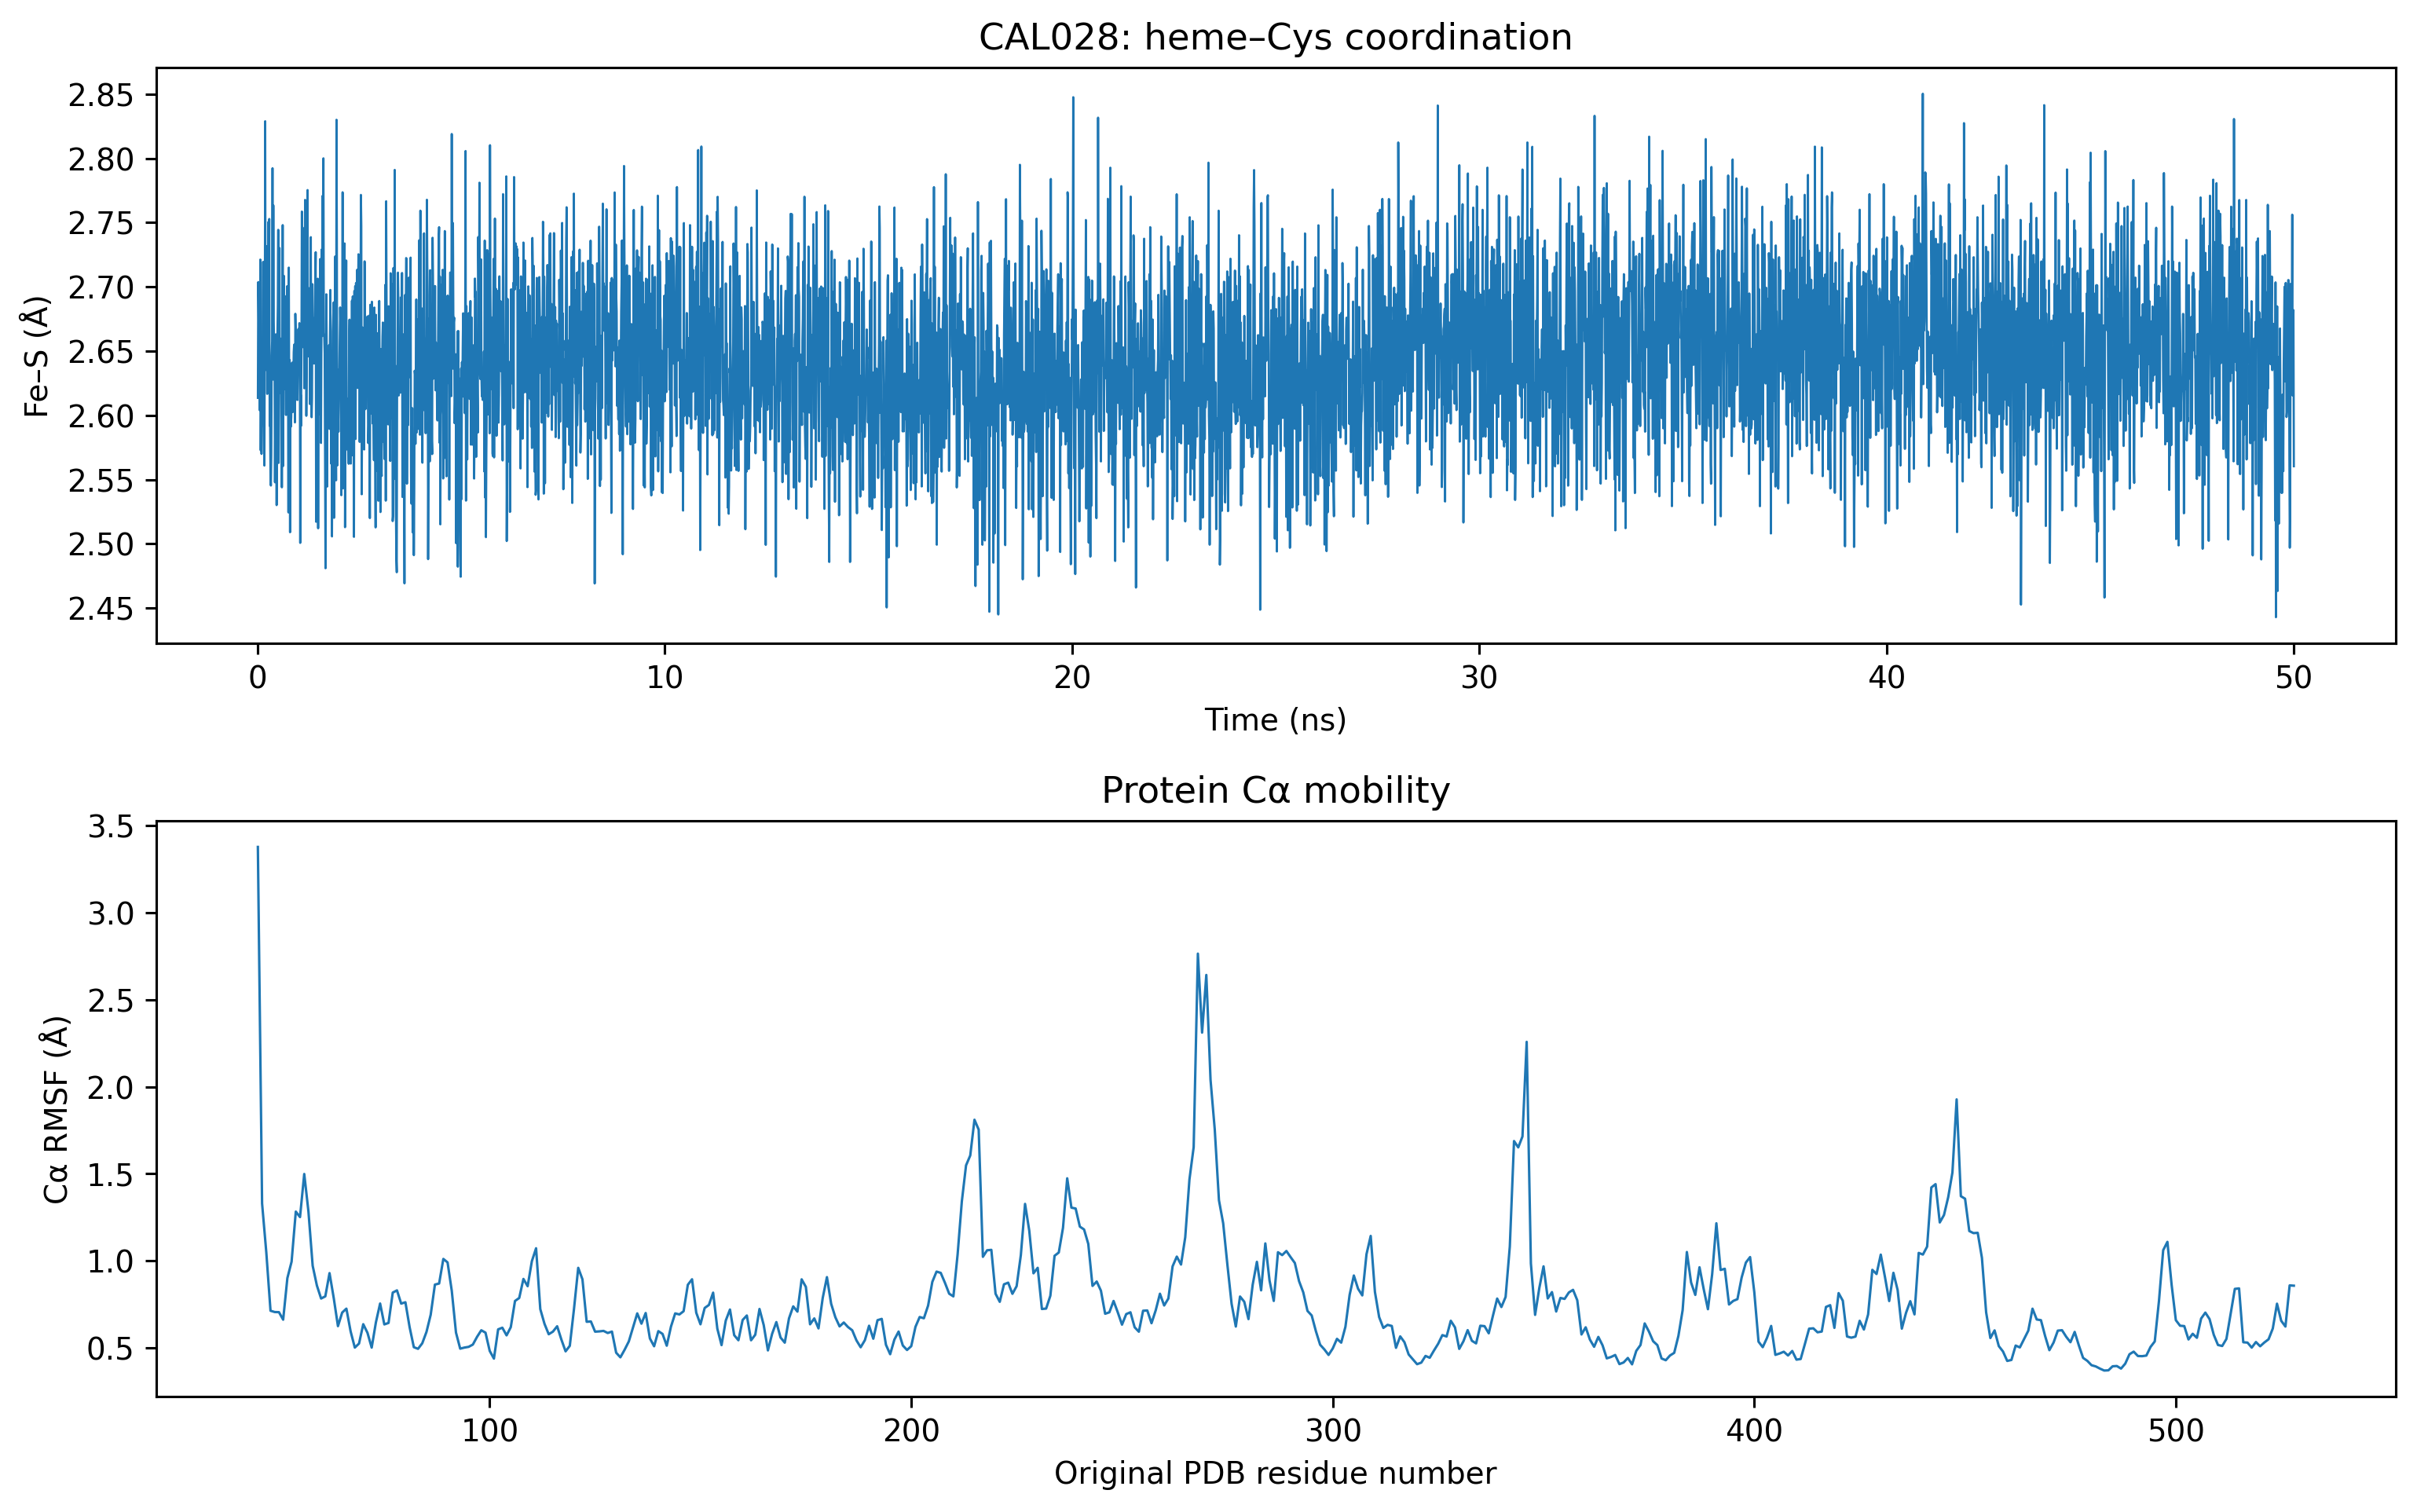 CAL028: heme–Cys coordination
2.85
2.80
2.75
2.70
2.65
2.60
2.55
2.50
2.45
Fe–S (Å)
0 10 20 30 40 50
Time (ns)
Protein Cα mobility
3.5
3.0
2.5
2.0
1.5
1.0
0.5
Cα RMSF (Å)
100 200 300 400 500
Original PDB residue number